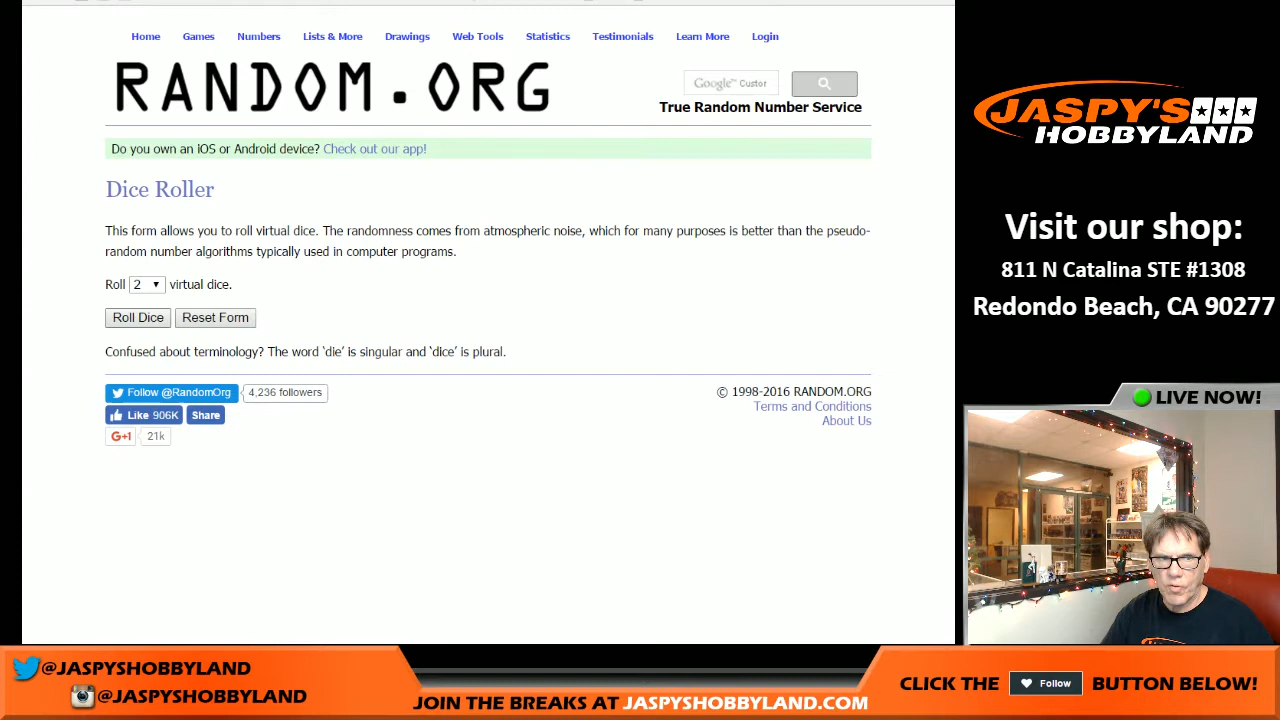 Home Games Numbers Lists & More Drawings Web Tools Statistics Testimonials Learn More Login
RANDOM.ORG
Google™ Custor
True Random Number Service
Do you own an iOS or Android device? Check out our app!
Dice Roller
This form allows you to roll virtual dice. The randomness comes from atmospheric noise, which for many purposes is better than the pseudo-
random number algorithms typically used in computer programs.
Roll 2 virtual dice.
Roll Dice Reset Form
Confused about terminology? The word ‘die’ is singular and ‘dice’ is plural.
Follow @RandomOrg 4,236 followers
Like 906K Share
G+1 21k
© 1998-2016 RANDOM.ORG
Terms and Conditions
About Us
JASPY'S
HOBBYLAND
Visit our shop:
811 N Catalina STE #1308
Redondo Beach, CA 90277
LIVE NOW!
@JASPYSHOBBYLAND
@JASPYSHOBBYLAND
JOIN THE BREAKS AT JASPYSHOBBYLAND.COM
CLICK THE Follow BUTTON BELOW!